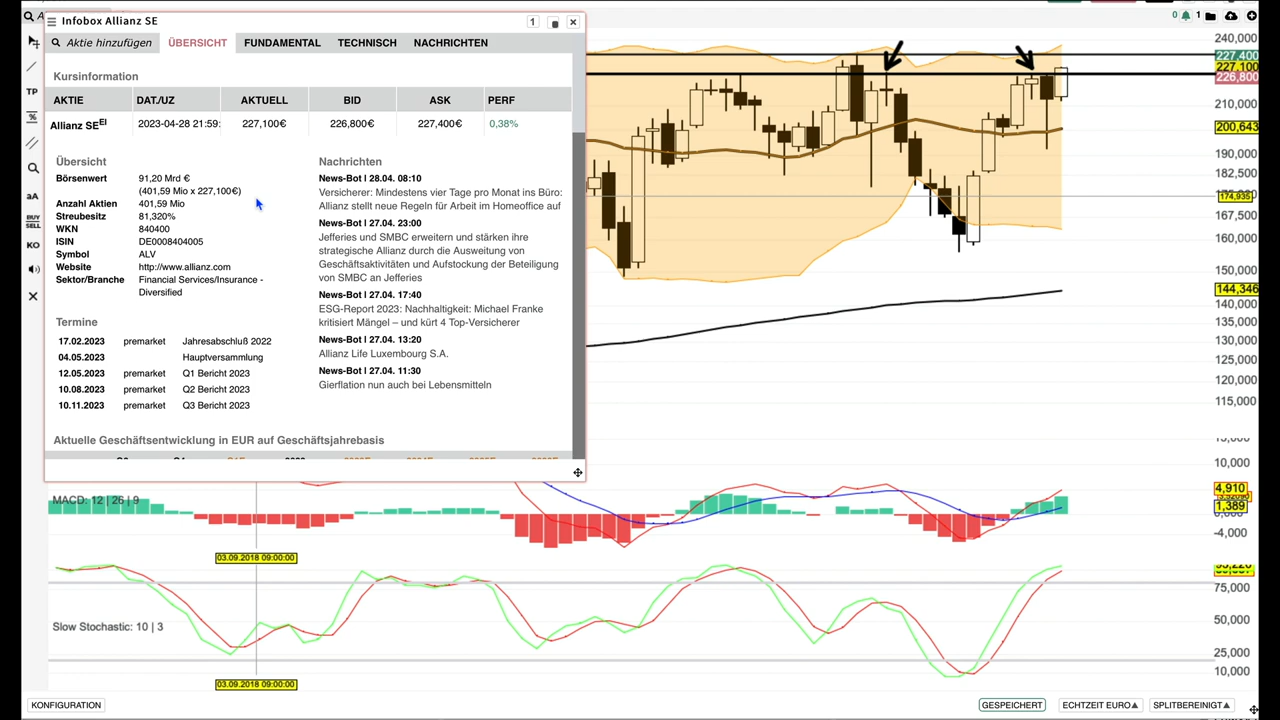 Infobox Allianz SE
1
Aktie hinzufügen
ÜBERSICHT
FUNDAMENTAL
TECHNISCH
NACHRICHTEN
Kursinformation
AKTIE DAT./UZ AKTUELL BID ASK PERF
Allianz SE EI 2023-04-28 21:59: 227,100€ 226,800€ 227,400€ 0,38%
Übersicht
Börsenwert 91,20 Mrd €
(401,59 Mio x 227,100€)
Anzahl Aktien 401,59 Mio
Streubesitz 81,320%
WKN 840400
ISIN DE0008404005
Symbol ALV
Website http://www.allianz.com
Sektor/Branche Financial Services/Insurance -
Diversified
Termine
17.02.2023 premarket Jahresabschluß 2022
04.05.2023 Hauptversammlung
12.05.2023 premarket Q1 Bericht 2023
10.08.2023 premarket Q2 Bericht 2023
10.11.2023 premarket Q3 Bericht 2023
Nachrichten
News-Bot | 28.04. 08:10
Versicherer: Mindestens vier Tage pro Monat ins Büro:
Allianz stellt neue Regeln für Arbeit im Homeoffice auf
News-Bot | 27.04. 23:00
Jefferies und SMBC erweitern und stärken ihre
strategische Allianz durch die Ausweitung von
Geschäftsaktivitäten und Aufstockung der Beteiligung
von SMBC an Jefferies
News-Bot | 27.04. 17:40
ESG-Report 2023: Nachhaltigkeit: Michael Franke
kritisiert Mängel – und kürt 4 Top-Versicherer
News-Bot | 27.04. 13:20
Allianz Life Luxembourg S.A.
News-Bot | 27.04. 11:30
Gierflation nun auch bei Lebensmitteln
Aktuelle Geschäftsentwicklung in EUR auf Geschäftsjahrebasis
TP
%
aA
BUY
SELL
KO
0
1
240,000
227,400
227,100
226,800
210,000
200,643
190,000
182,500
174,935
167,500
160,000
150,000
144,346
140,000
135,000
130,000
125,000
120,000
115,000
10,000
4,910
1,389
-4,000
MACD: 12 | 26 | 9
03.09.2018 09:00:00
75,000
50,000
25,000
10,000
Slow Stochastic: 10 | 3
03.09.2018 09:00:00
KONFIGURATION
GESPEICHERT
ECHTZEIT EURO▲
SPLITBEREINIGT▲